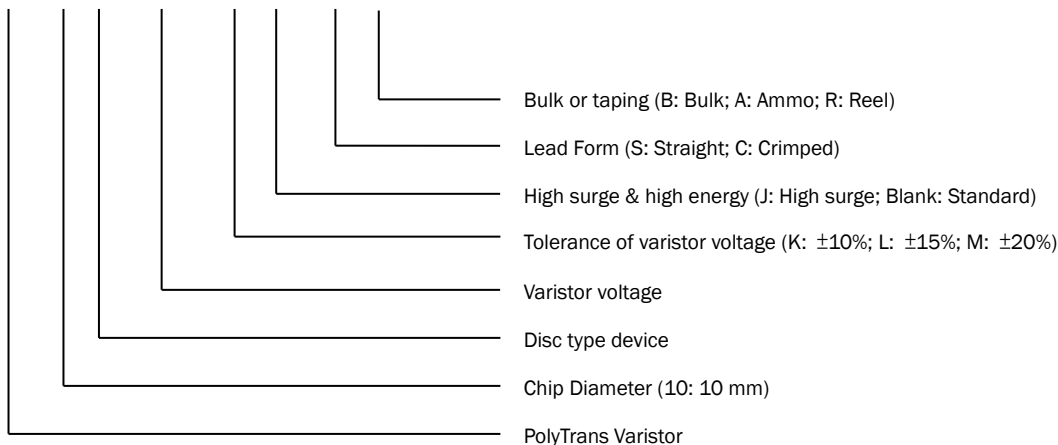 Bulk or taping (B: Bulk; A: Ammo; R: Reel)
Lead Form (S: Straight; C: Crimped)
High surge & high energy (J: High surge; Blank: Standard)
Tolerance of varistor voltage (K: ±10%; L: ±15%; M: ±20%)
Varistor voltage
Disc type device
Chip Diameter (10: 10 mm)
PolyTrans Varistor